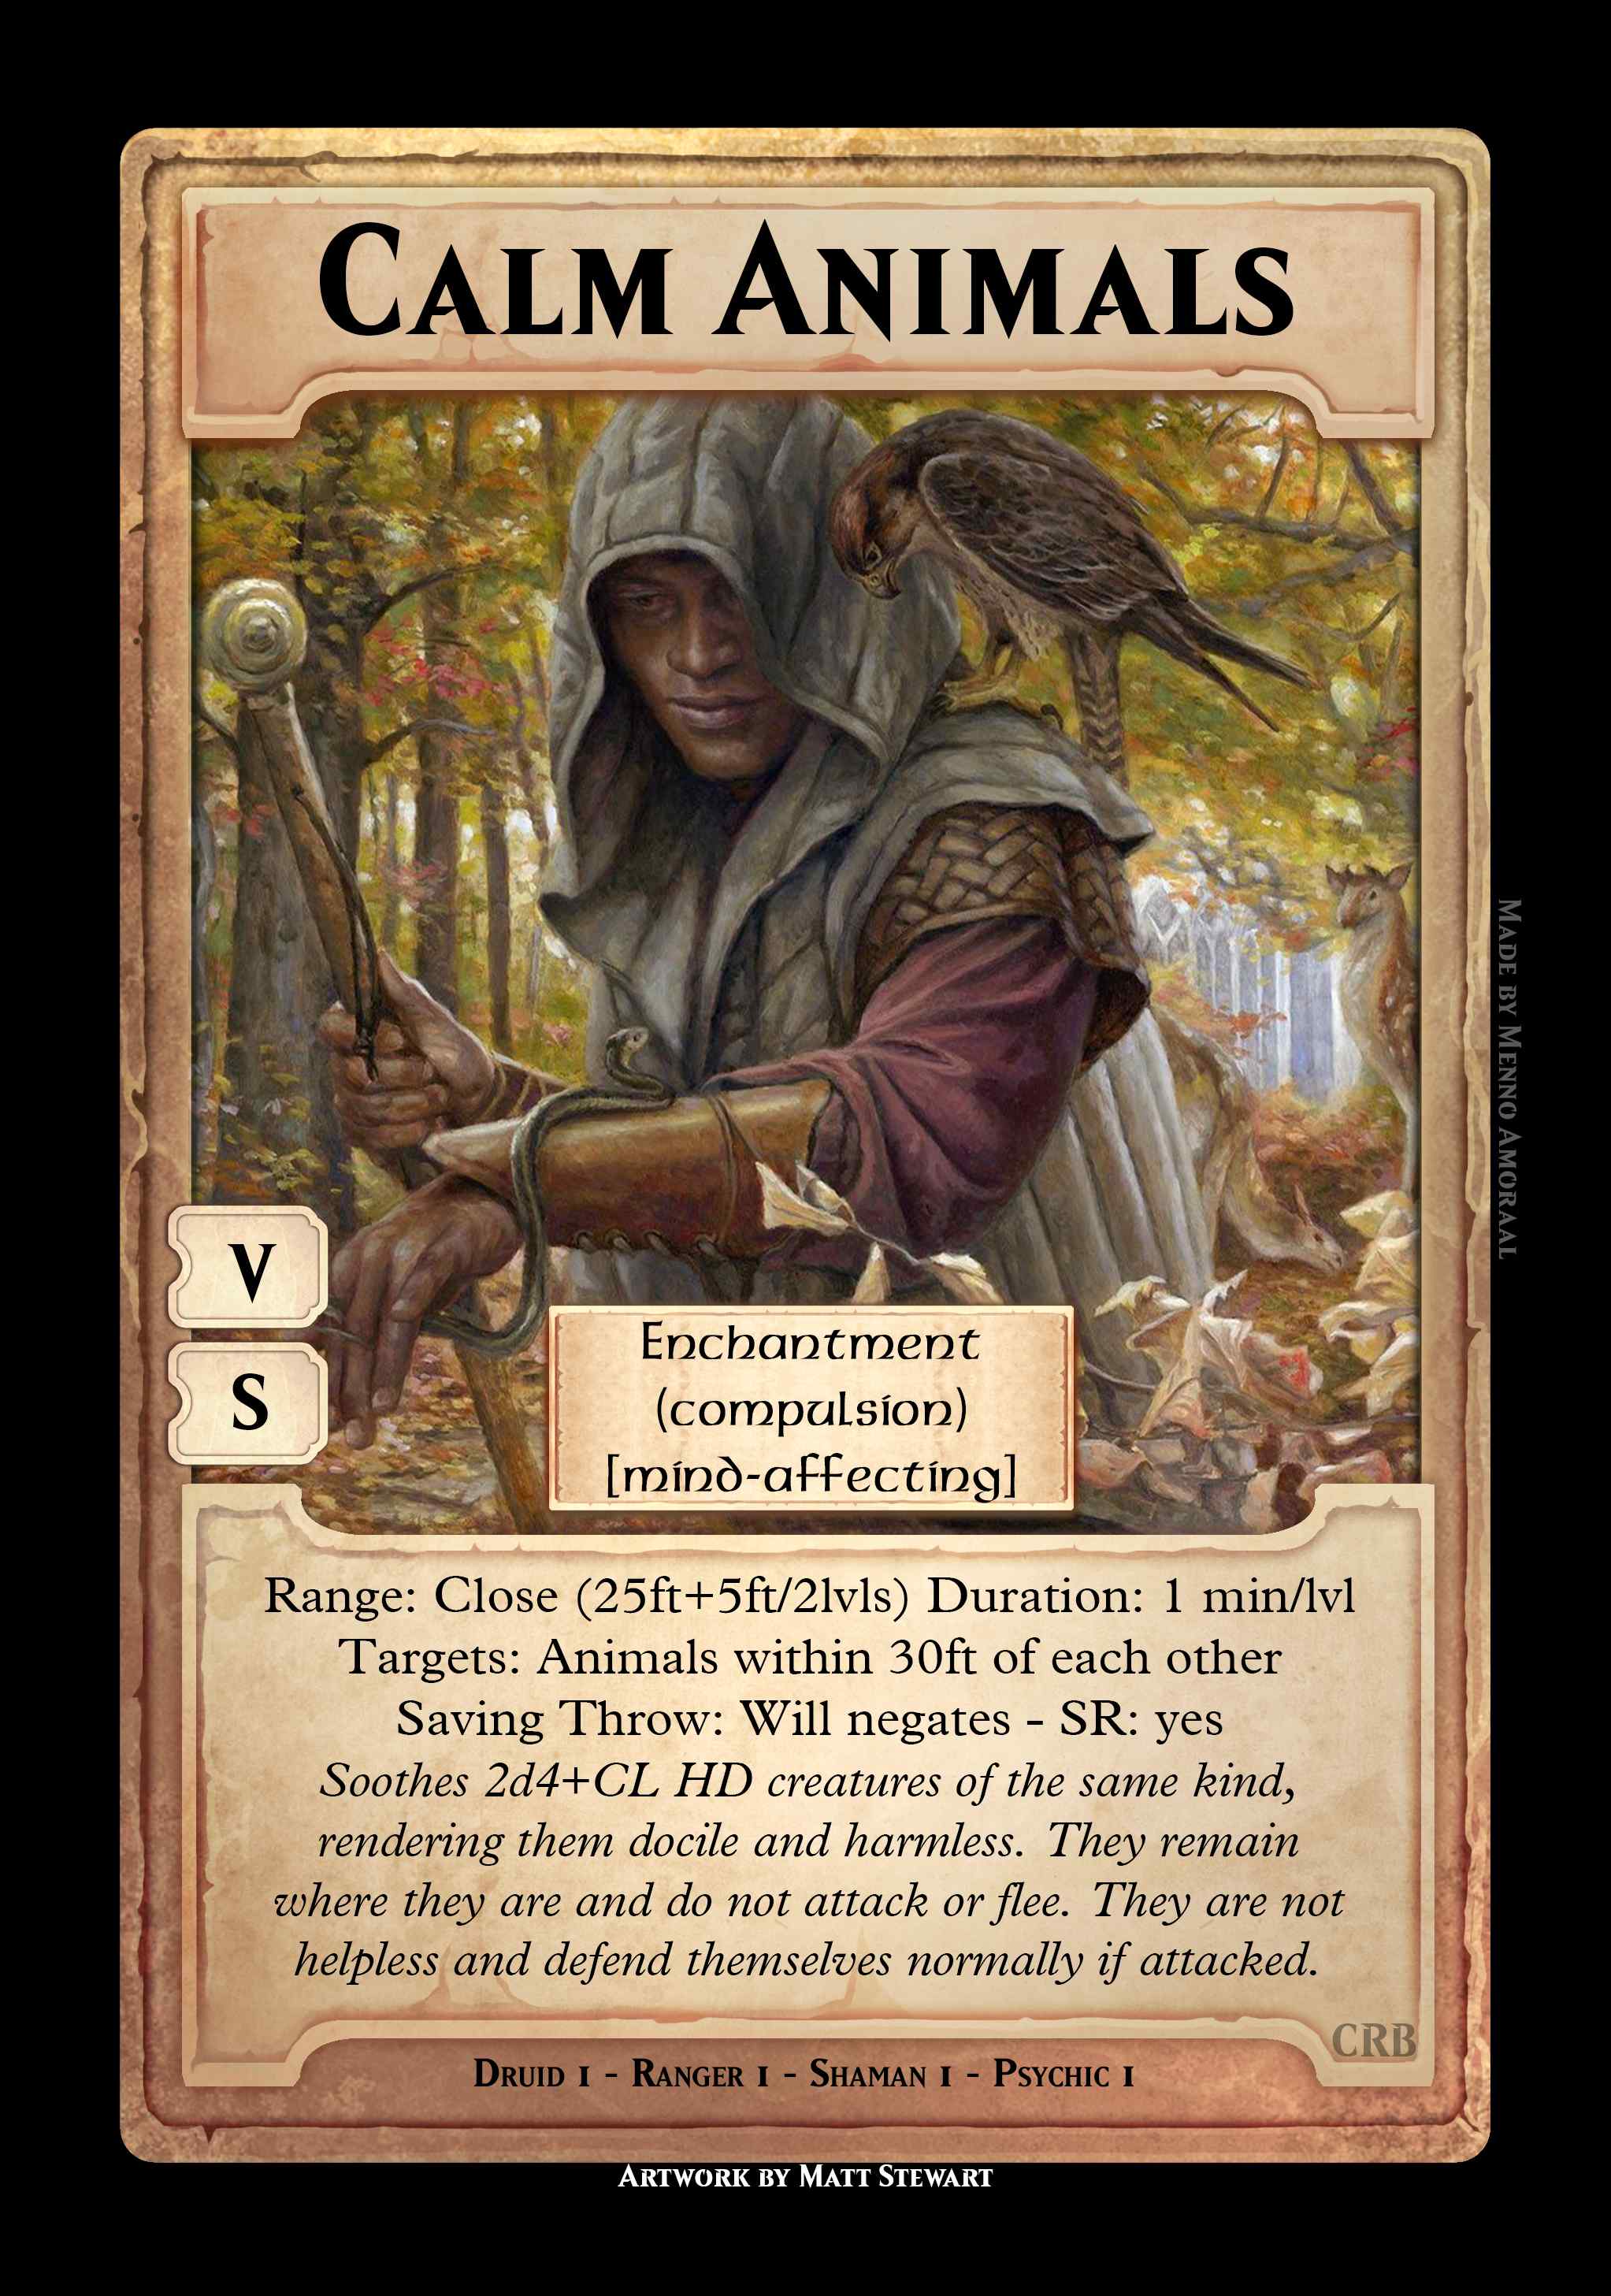 Calm Animals
V
S
Enchantment
(compulsion)
[mind-affecting]
Range: Close (25ft+5ft/2lvls) Duration: 1 min/lvl
Targets: Animals within 30ft of each other
Saving Throw: Will negates - SR: yes
Soothes 2d4+CL HD creatures of the same kind,
rendering them docile and harmless. They remain
where they are and do not attack or flee. They are not
helpless and defend themselves normally if attacked.
CRB
Druid 1 - Ranger 1 - Shaman 1 - Psychic 1
Artwork by Matt Stewart
Made by Menno Amoraal